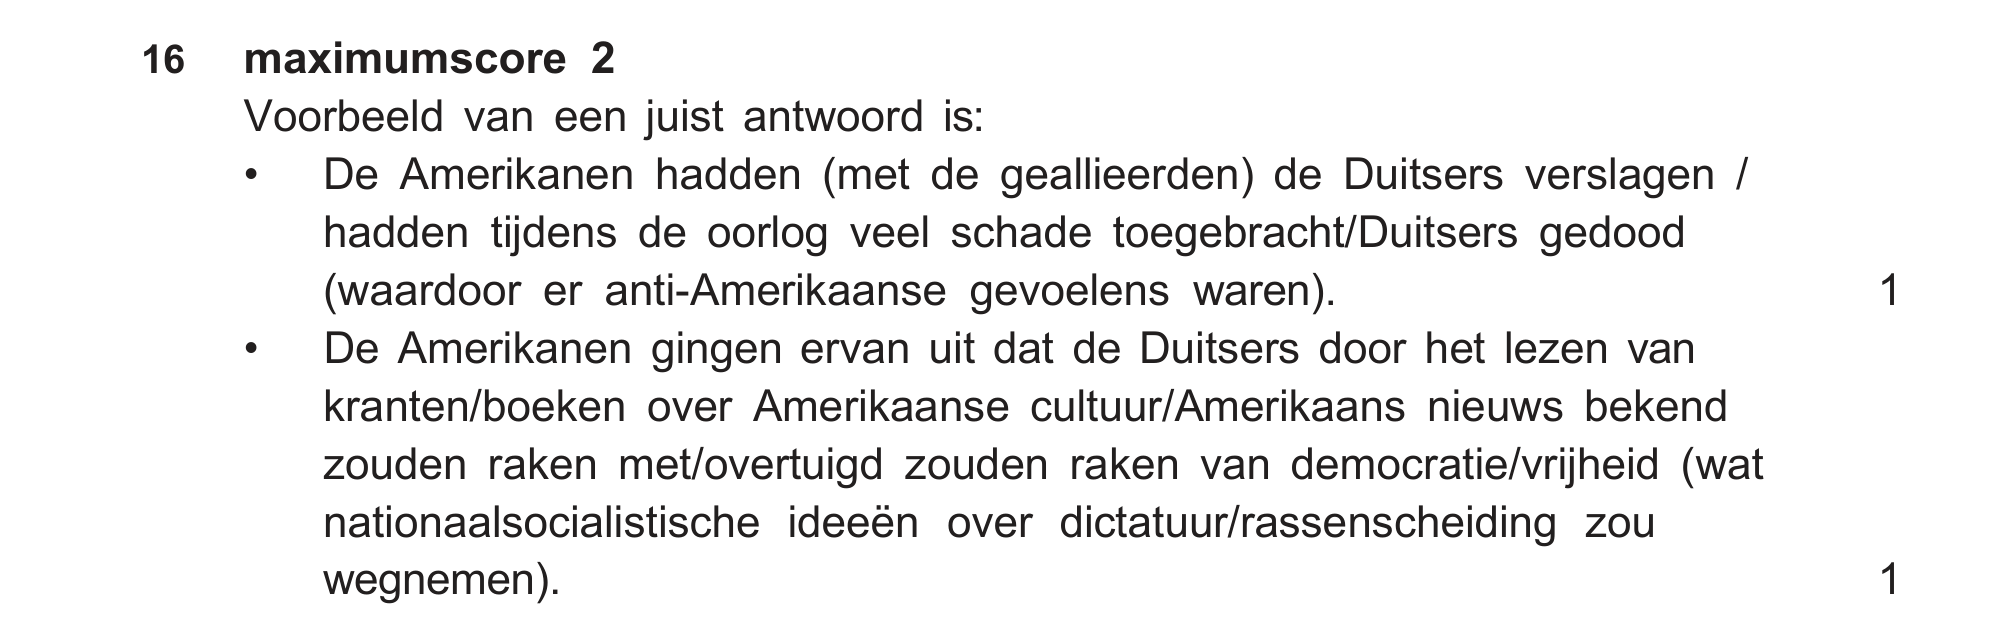 16 maximumscore 2
Voorbeeld van een juist antwoord is:
• De Amerikanen hadden (met de geallieerden) de Duitsers verslagen /
hadden tijdens de oorlog veel schade toegebracht/Duitsers gedood
(waardoor er anti-Amerikaanse gevoelens waren). 1
• De Amerikanen gingen ervan uit dat de Duitsers door het lezen van
kranten/boeken over Amerikaanse cultuur/Amerikaans nieuws bekend
zouden raken met/overtuigd zouden raken van democratie/vrijheid (wat
nationaalsocialistische ideeën over dictatuur/rassenscheiding zou
wegnemen). 1